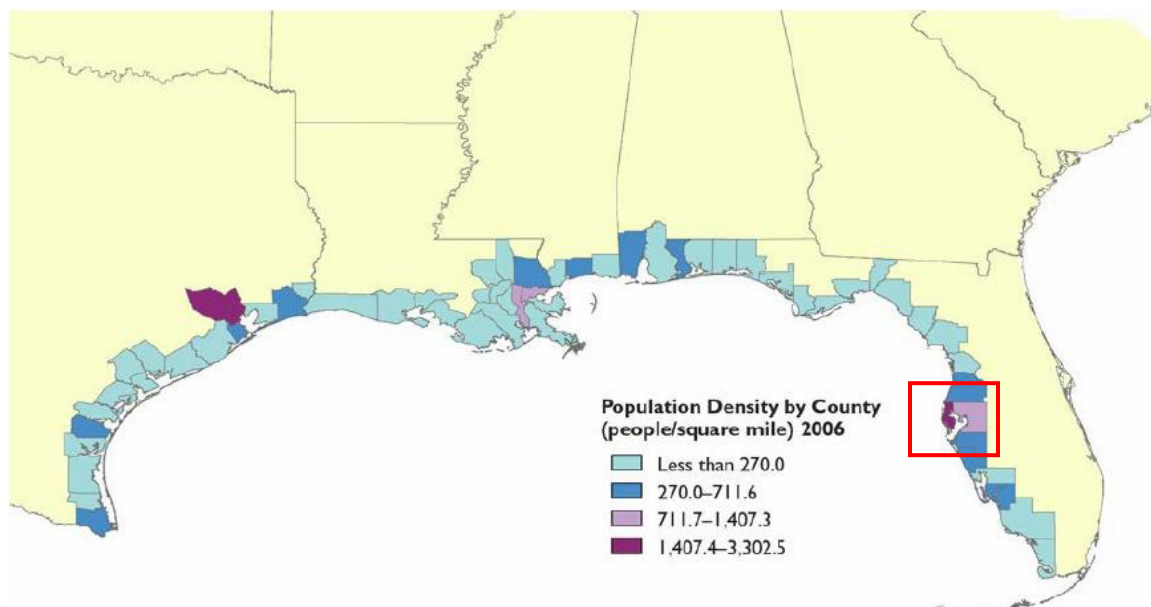 Population Density by County
(people/square mile) 2006
Less than 270.0
270.0–711.6
711.7–1,407.3
1,407.4–3,302.5